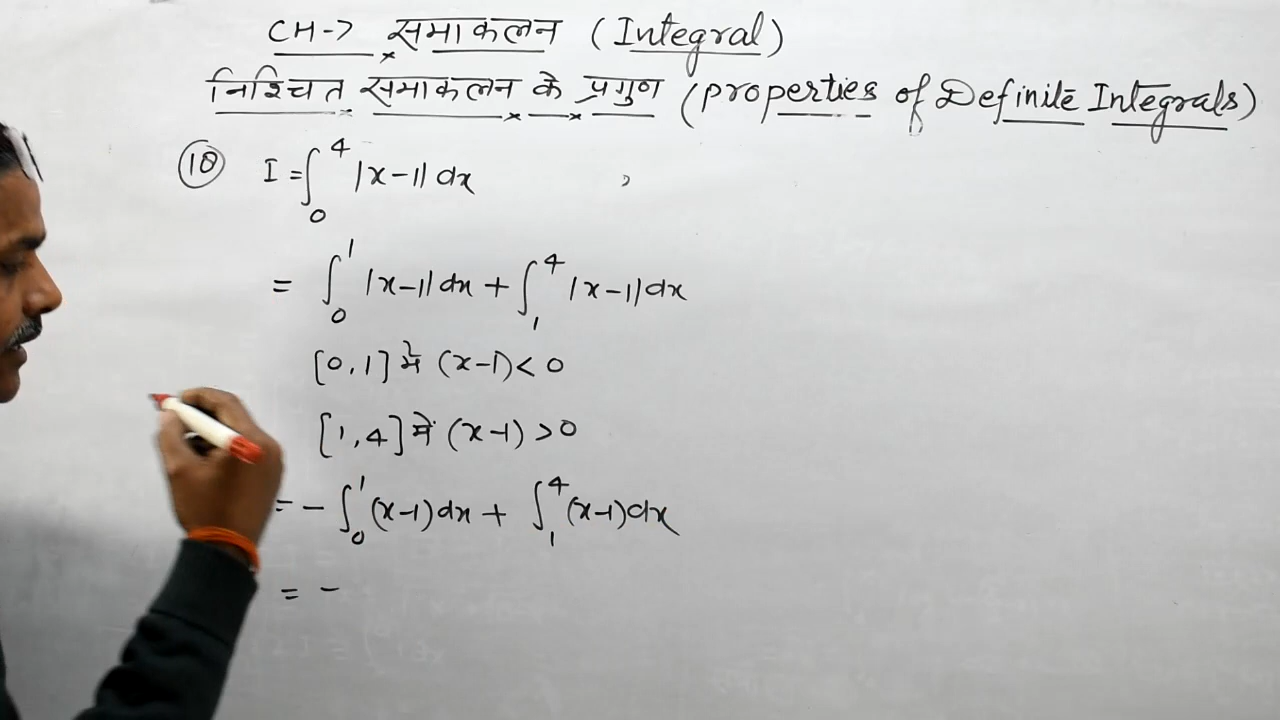 CH-7 समाकलन (Integral)
निश्चित समाकलन के प्रगुण (properties of Definite Integrals)
18 I = ∫₀⁴ |x-1| dx
= ∫₀¹ |x-1| dx + ∫₁⁴ |x-1| dx
[0,1] में (x-1) < 0
[1,4] में (x-1) > 0
= - ∫₀¹ (x-1) dx + ∫₁⁴ (x-1) dx
= -